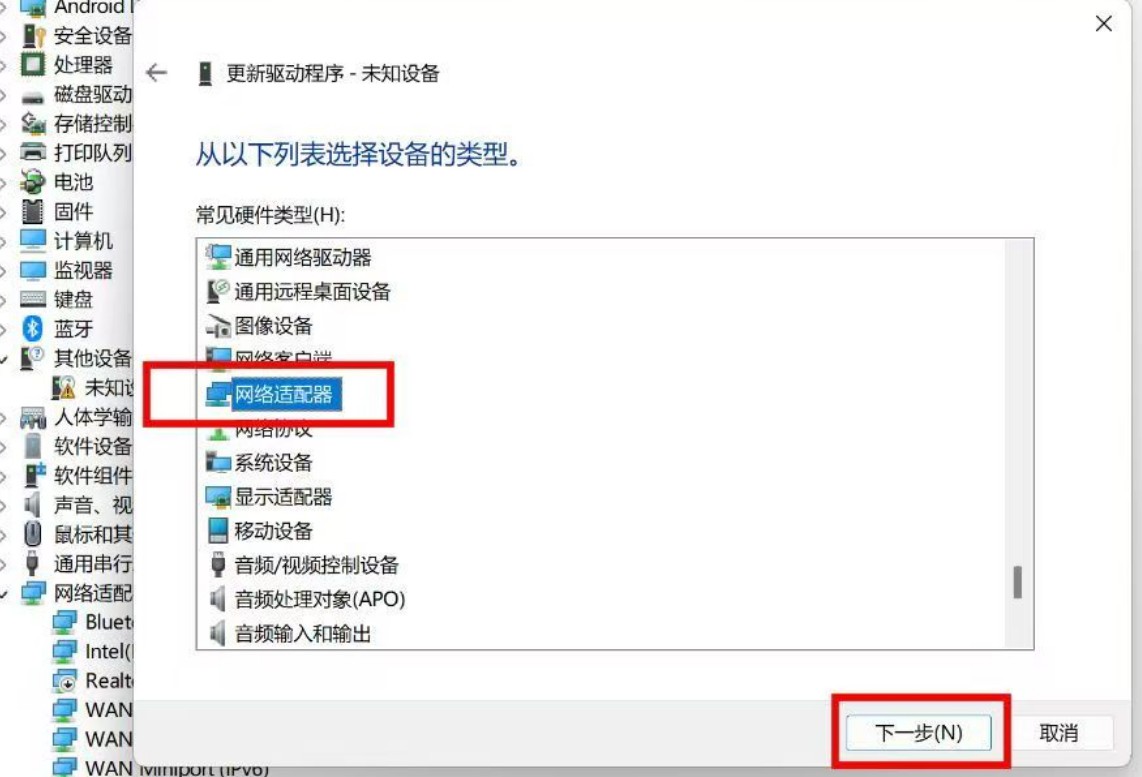 Android
安全设备
处理器
磁盘驱动
存储控制
打印队列
电池
固件
计算机
监视器
键盘
蓝牙
其他设备
未知
人体学输
软件设备
软件组件
声音、视
鼠标和其
通用串行
网络适配
Bluet
Intel(
Realt
WAN
WAN
WAN Miniport (IPv6)
更新驱动程序 - 未知设备
从以下列表选择设备的类型。
常见硬件类型(H):
通用网络驱动器
通用远程桌面设备
图像设备
网络客户端
网络适配器
网络协议
系统设备
显示适配器
移动设备
音频/视频控制设备
音频处理对象(APO)
音频输入和输出
下一步(N)
取消